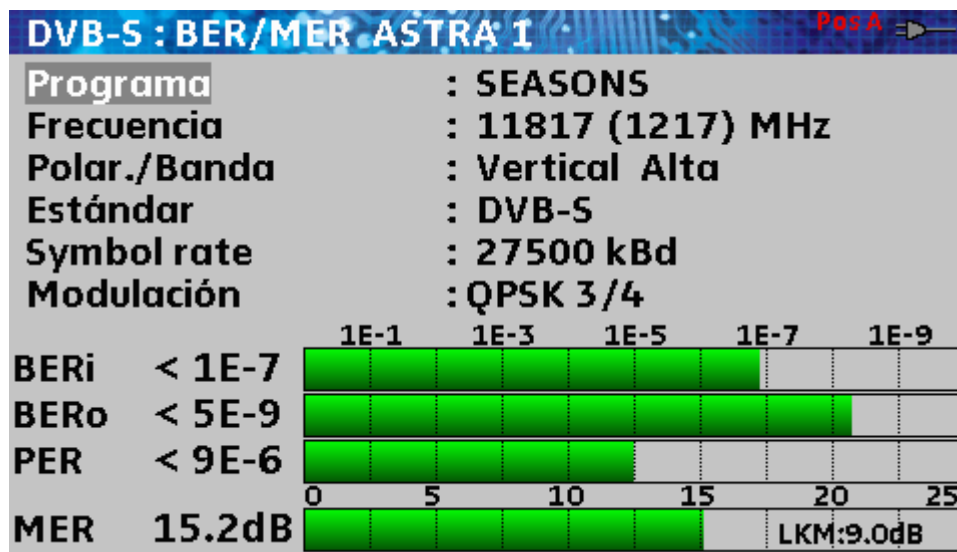 DVB-S : BER/MER ASTRA 1 Pos A
Programa : SEASONS
Frecuencia : 11817 (1217) MHz
Polar./Banda : Vertical Alta
Estándar : DVB-S
Symbol rate : 27500 kBd
Modulación : QPSK 3/4
1E-1 1E-3 1E-5 1E-7 1E-9
BERi < 1E-7
BERo < 5E-9
PER < 9E-6
0 5 10 15 20 25
MER 15.2dB LKM:9.0dB